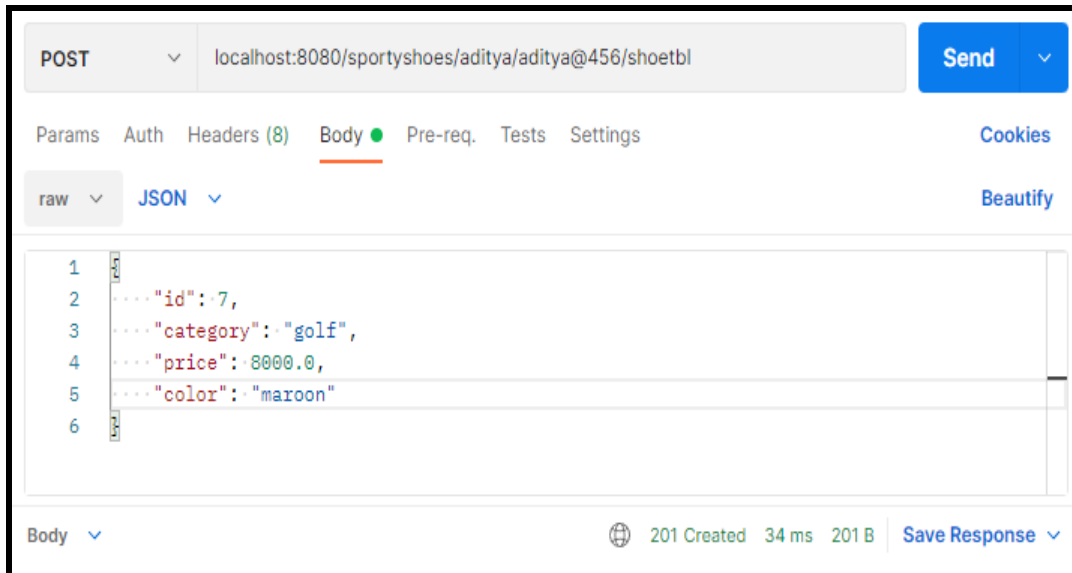 POST localhost:8080/sportyshoes/aditya/aditya@456/shoetbl Send
Params Auth Headers (8) Body Pre-req. Tests Settings Cookies
raw JSON Beautify
1 {
2 "id": 7,
3 "category": "golf",
4 "price": 8000.0,
5 "color": "maroon"
6 }
Body 201 Created 34 ms 201 B Save Response